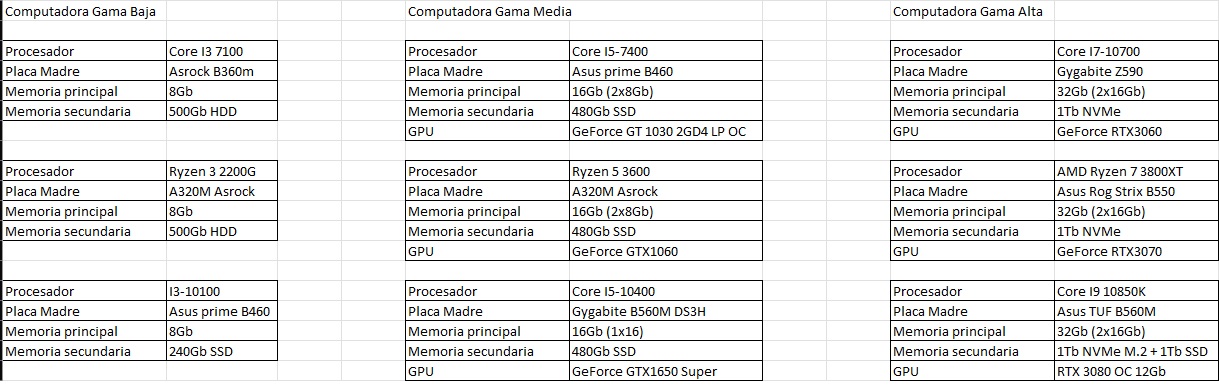 Computadora Gama Baja Computadora Gama Media Computadora Gama Alta
Procesador Core I3 7100 Procesador Core I5-7400 Procesador Core I7-10700
Placa Madre Asrock B360m Placa Madre Asus prime B460 Placa Madre Gygabite Z590
Memoria principal 8Gb Memoria principal 16Gb (2x8Gb) Memoria principal 32Gb (2x16Gb)
Memoria secundaria 500Gb HDD Memoria secundaria 480Gb SSD Memoria secundaria 1Tb NVMe
GPU GeForce GT 1030 2GD4 LP OC GPU GeForce RTX3060
Procesador Ryzen 3 2200G Procesador Ryzen 5 3600 Procesador AMD Ryzen 7 3800XT
Placa Madre A320M Asrock Placa Madre A320M Asrock Placa Madre Asus Rog Strix B550
Memoria principal 8Gb Memoria principal 16Gb (2x8Gb) Memoria principal 32Gb (2x16Gb)
Memoria secundaria 500Gb HDD Memoria secundaria 480Gb SSD Memoria secundaria 1Tb NVMe
GPU GeForce GTX1060 GPU GeForce RTX3070
Procesador I3-10100 Procesador Core I5-10400 Procesador Core I9 10850K
Placa Madre Asus prime B460 Placa Madre Gygabite B560M DS3H Placa Madre Asus TUF B560M
Memoria principal 8Gb Memoria principal 16Gb (1x16) Memoria principal 32Gb (2x16Gb)
Memoria secundaria 240Gb SSD Memoria secundaria 480Gb SSD Memoria secundaria 1Tb NVMe M.2 + 1Tb SSD
GPU GeForce GTX1650 Super GPU RTX 3080 OC 12Gb